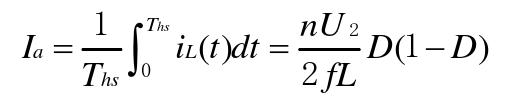 $I_a = \frac{1}{T_{hs}} \int_0^{T_{hs}} i_L(t)dt = \frac{nU_2}{2fL} D(1-D)$